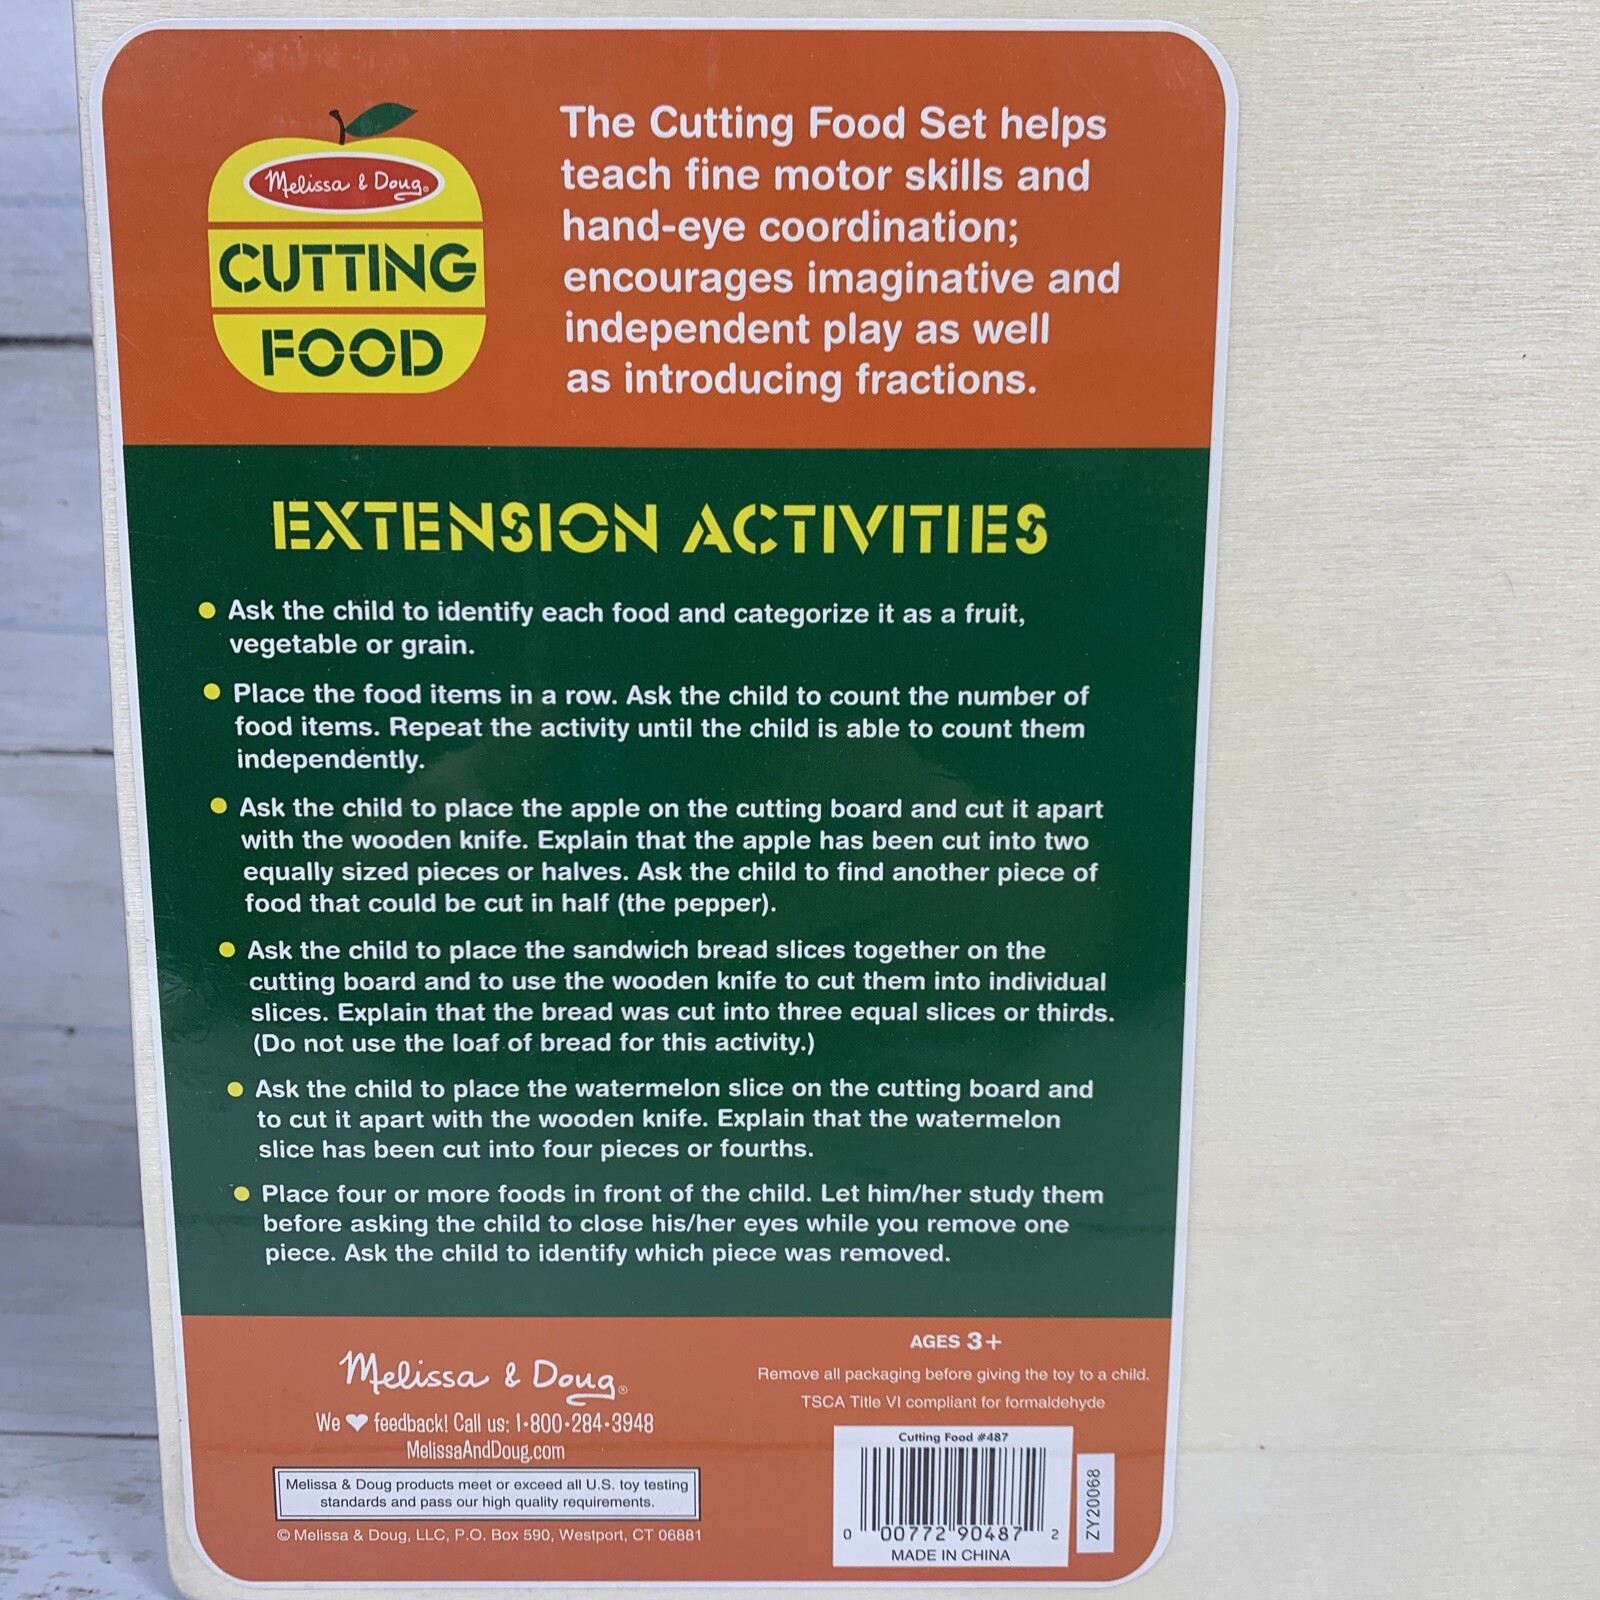 Melissa & Doug®
CUTTING
FOOD
The Cutting Food Set helps
teach fine motor skills and
hand-eye coordination;
encourages imaginative and
independent play as well
as introducing fractions.
EXTENSION ACTIVITIES
• Ask the child to identify each food and categorize it as a fruit,
vegetable or grain.
• Place the food items in a row. Ask the child to count the number of
food items. Repeat the activity until the child is able to count them
independently.
• Ask the child to place the apple on the cutting board and cut it apart
with the wooden knife. Explain that the apple has been cut into two
equally sized pieces or halves. Ask the child to find another piece of
food that could be cut in half (the pepper).
• Ask the child to place the sandwich bread slices together on the
cutting board and to use the wooden knife to cut them into individual
slices. Explain that the bread was cut into three equal slices or thirds.
(Do not use the loaf of bread for this activity.)
• Ask the child to place the watermelon slice on the cutting board and
to cut it apart with the wooden knife. Explain that the watermelon
slice has been cut into four pieces or fourths.
• Place four or more foods in front of the child. Let him/her study them
before asking the child to close his/her eyes while you remove one
piece. Ask the child to identify which piece was removed.
Melissa & Doug®
We ♥ feedback! Call us: 1-800-284-3948
MelissaAndDoug.com
Melissa & Doug products meet or exceed all U.S. toy testing
standards and pass our high quality requirements.
© Melissa & Doug, LLC, P.O. Box 590, Westport, CT 06881
AGES 3+
Remove all packaging before giving the toy to a child.
TSCA Title VI compliant for formaldehyde
Cutting Food #487
0 00772 90487 2
MADE IN CHINA
ZY20068